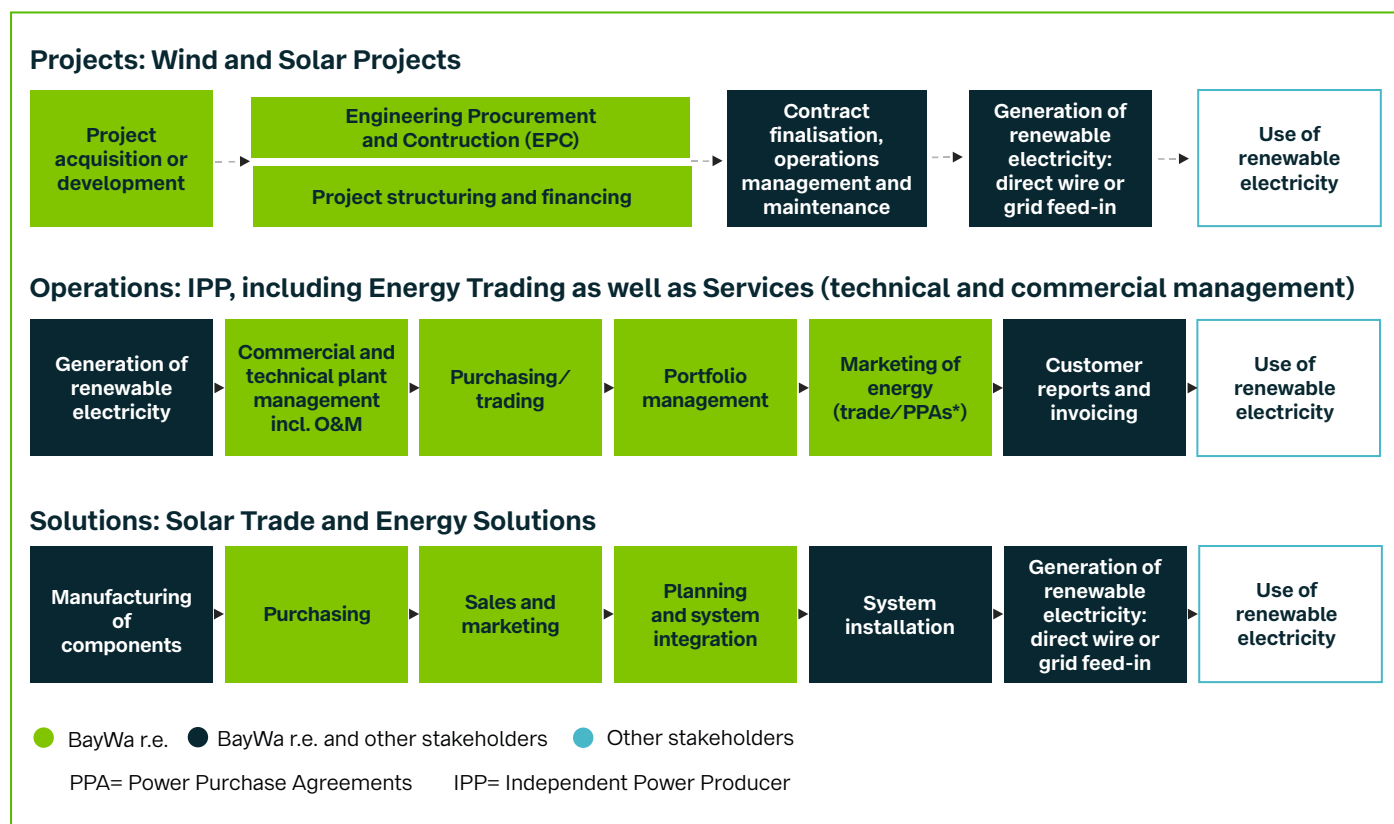 Projects: Wind and Solar Projects
Project
acquisition or
development
Engineering Procurement
and Contruction (EPC)
Project structuring and financing
Contract
finalisation,
operations
management and
maintenance
Generation of
renewable
electricity:
direct wire or
grid feed-in
Use of
renewable
electricity
Operations: IPP, including Energy Trading as well as Services (technical and commercial management)
Generation of
renewable
electricity
Commercial and
technical plant
management
incl. O&M
Purchasing/
trading
Portfolio
management
Marketing of
energy
(trade/PPAs*)
Customer
reports and
invoicing
Use of
renewable
electricity
Solutions: Solar Trade and Energy Solutions
Manufacturing
of
components
Purchasing
Sales and
marketing
Planning
and system
integration
System
installation
Generation of
renewable
electricity:
direct wire or
grid feed-in
Use of
renewable
electricity
BayWa r.e.
BayWa r.e. and other stakeholders
Other stakeholders
PPA= Power Purchase Agreements
IPP= Independent Power Producer